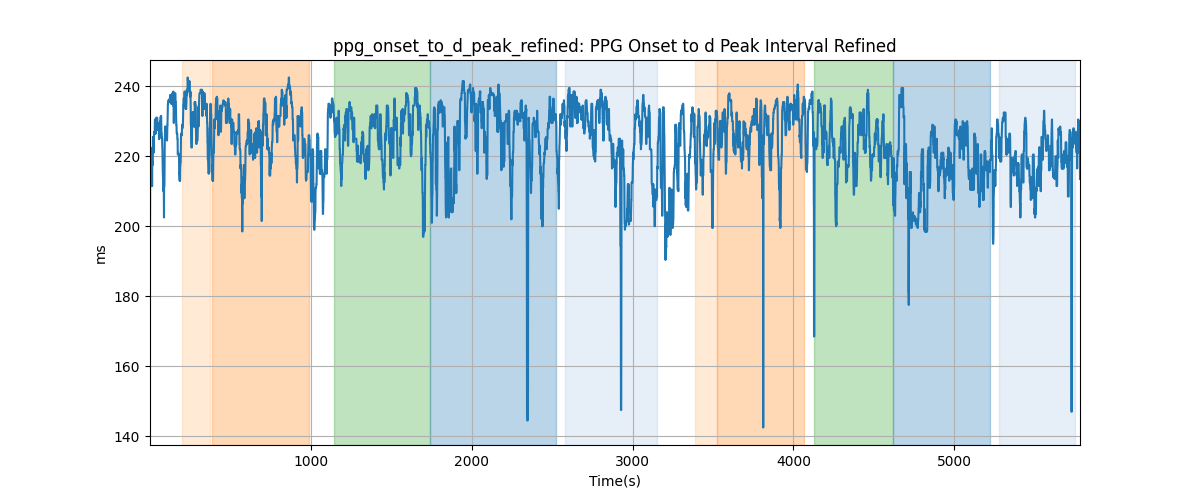 ppg_onset_to_d_peak_refined: PPG Onset to d Peak Interval Refined
240
220
200
180
160
140
ms
1000 2000 3000 4000 5000
Time(s)